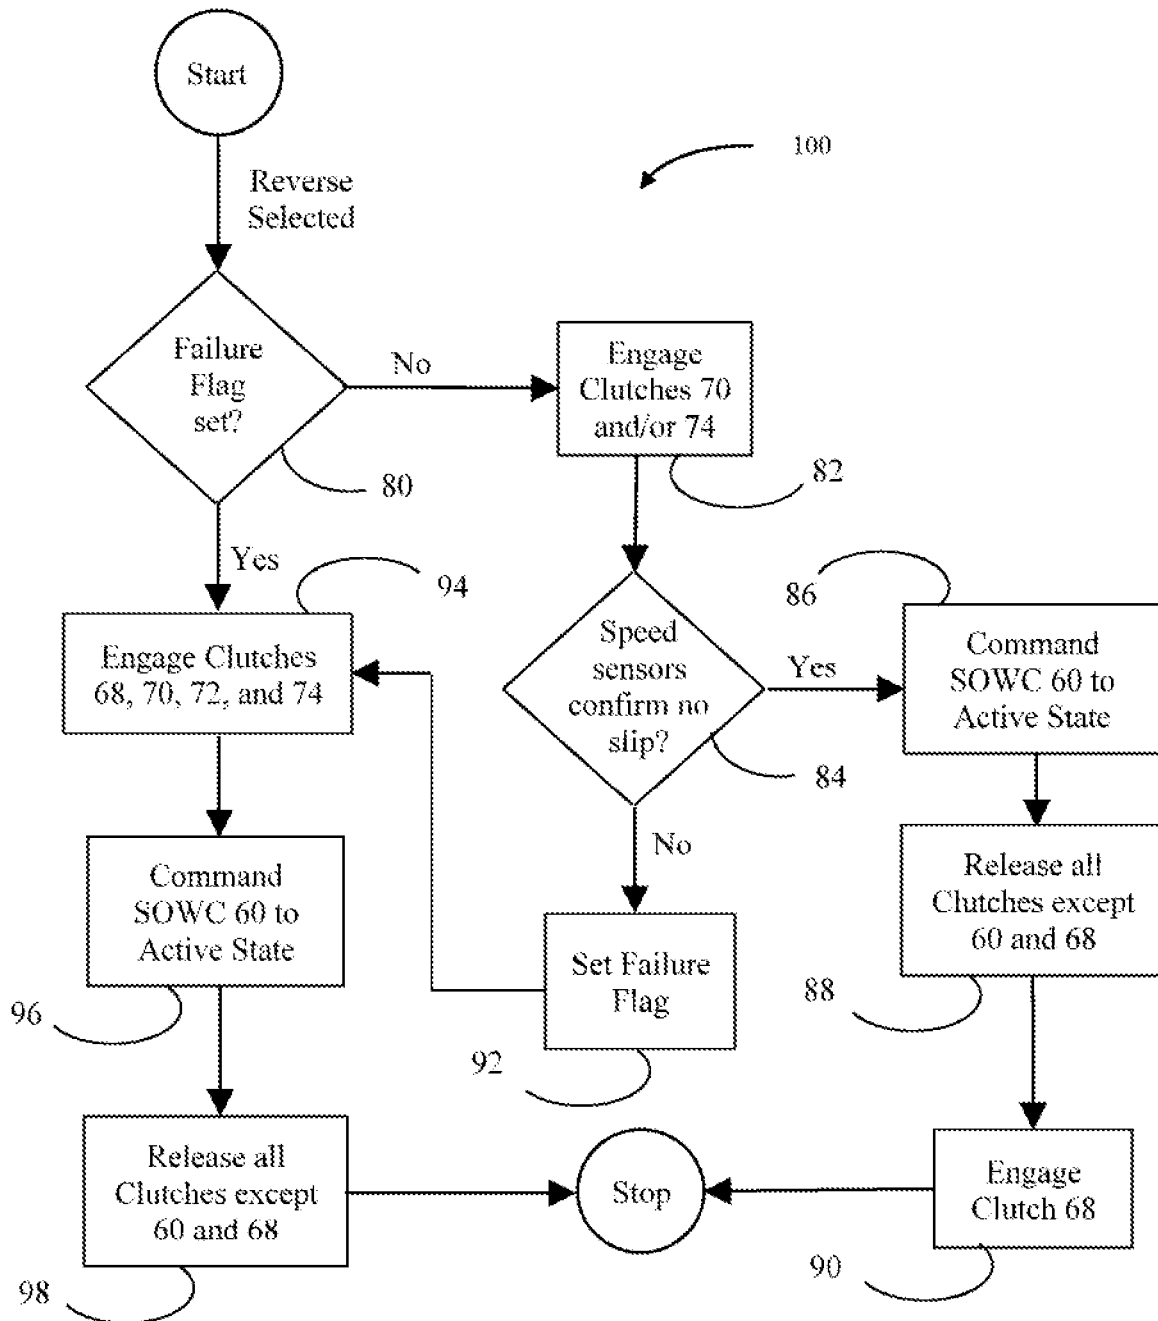 Start
100
Reverse
Selected
Failure
Flag
set?
No
Engage
Clutches 70
and/or 74
80
82
Yes
94
86
Engage Clutches
68, 70, 72, and 74
Speed
sensors
confirm no
slip?
Yes
Command
SOWC 60 to
Active State
84
No
Command
SOWC 60 to
Active State
Release all
Clutches except
60 and 68
Set Failure
Flag
88
96
92
Release all
Clutches except
60 and 68
Stop
Engage
Clutch 68
90
98